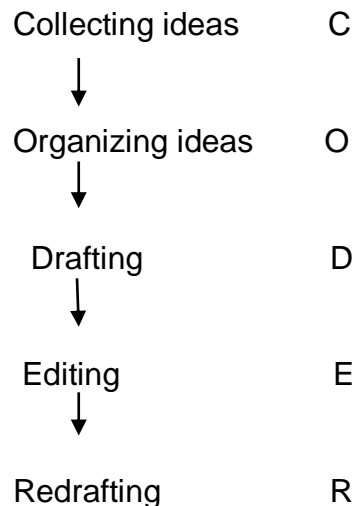 Collecting ideas C
Organizing ideas O
Drafting D
Editing E
Redrafting R